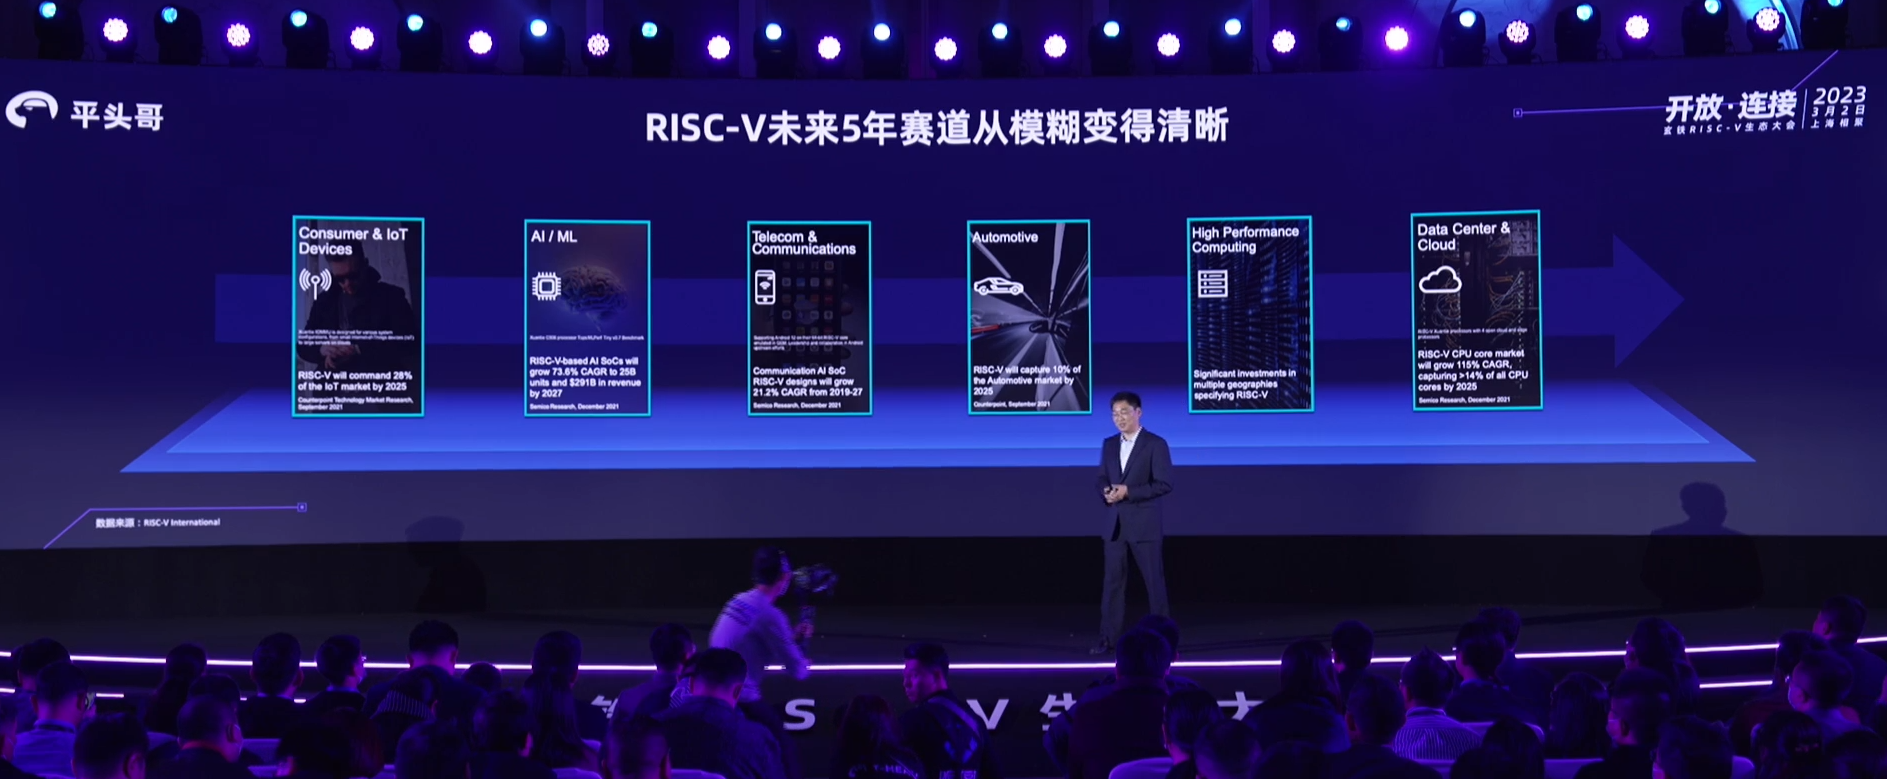 平头哥
RISC-V未来5年赛道从模糊变得清晰
开放·连接
玄铁RISC-V生态大会
2023
3月2日
上海相聚
Consumer & IoT
Devices
RISC-V will command 28%
of the IoT market by 2025
Counterpoint Technology Market Research,
September 2021
AI / ML
RISC-V-based AI SoCs will
grow 73.6% CAGR to 25B
units and $291B in revenue
by 2027
Semico Research, December 2021
Telecom &
Communications
Communication AI SoC
RISC-V designs will grow
21.2% CAGR from 2019-27
Semico Research, December 2021
Automotive
RISC-V will capture 10% of
the Automotive market by
2025
Counterpoint, September 2021
High Performance
Computing
Significant investments in
multiple geographies
specifying RISC-V
Data Center &
Cloud
RISC-V CPU core market
will grow 115% CAGR,
capturing >14% of all CPU
cores by 2025
Semico Research, December 2021
数据来源：RISC-V International
S V 生 大